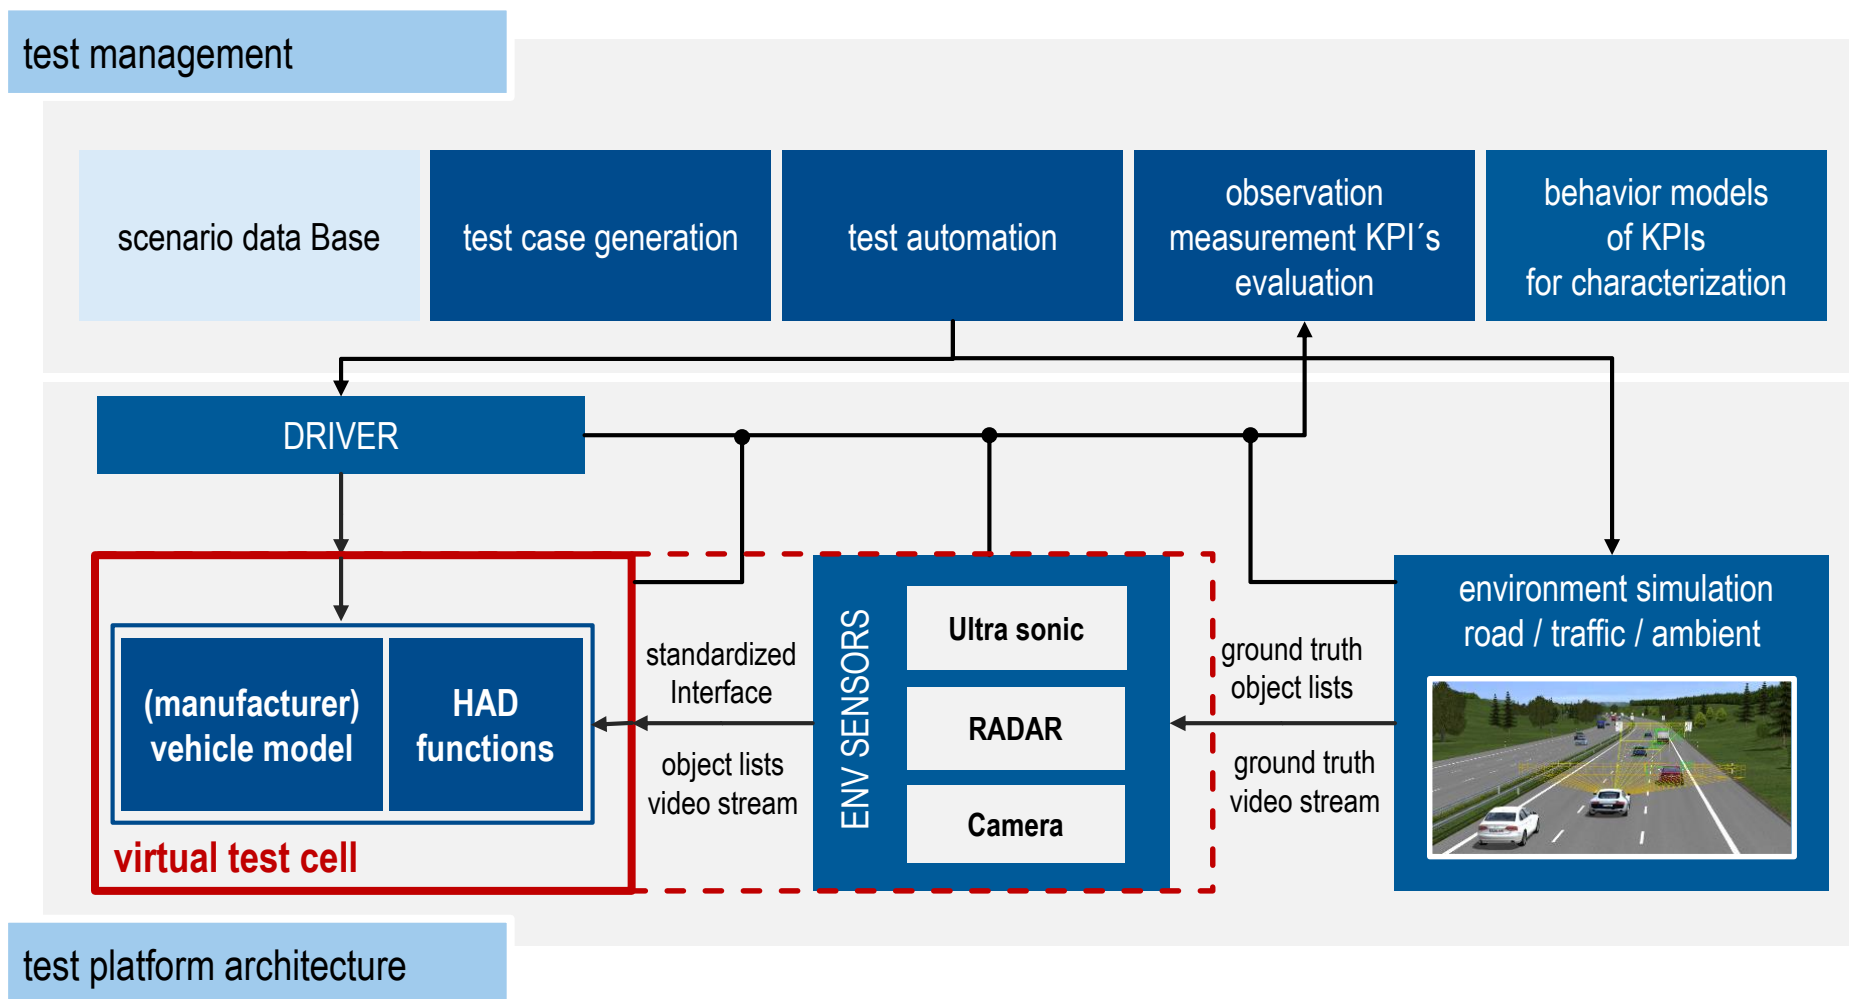 test management
scenario data Base
test case generation
test automation
observation
measurement KPI´s
evaluation
behavior models
of KPIs
for characterization
DRIVER
(manufacturer)
vehicle model
HAD
functions
virtual test cell
standardized
Interface
object lists
video stream
ENV SENSORS
Ultra sonic
RADAR
Camera
ground truth
object lists
ground truth
video stream
environment simulation
road / traffic / ambient
test platform architecture